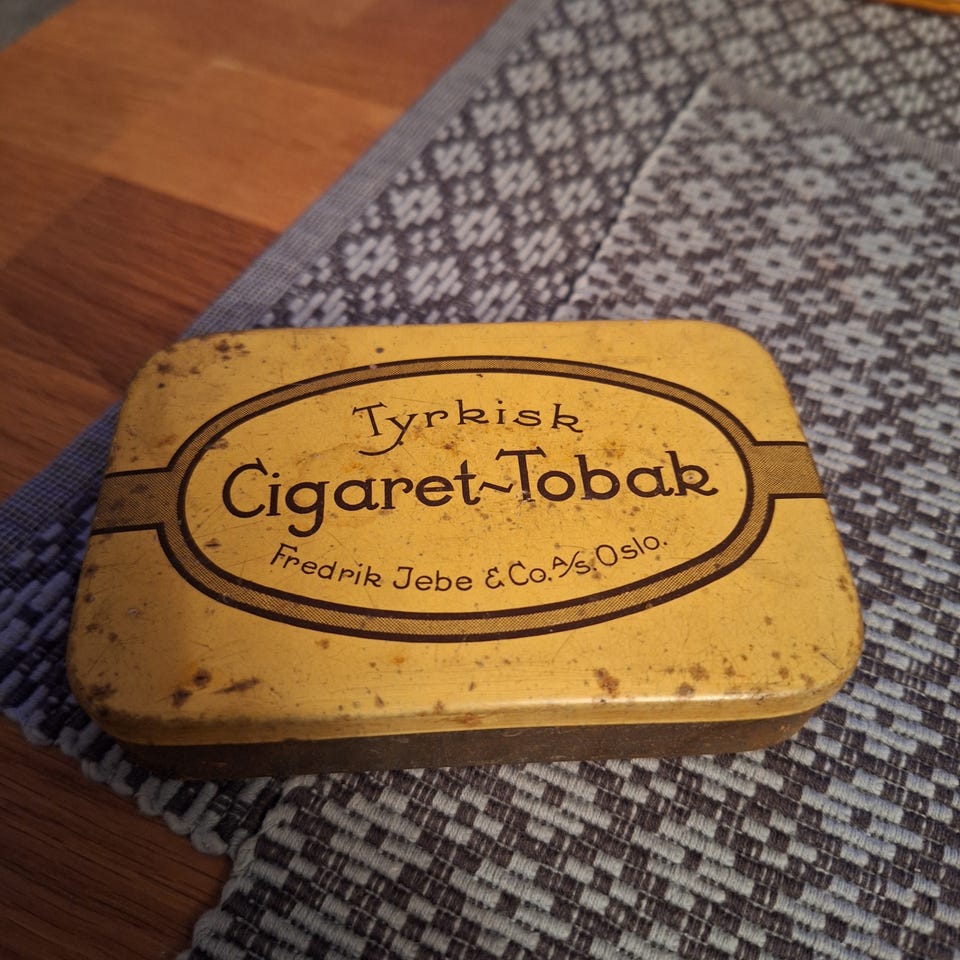 Tyrkisk
Cigaret~Tobak
Fredrik Jebe & Co. A/s. Oslo.